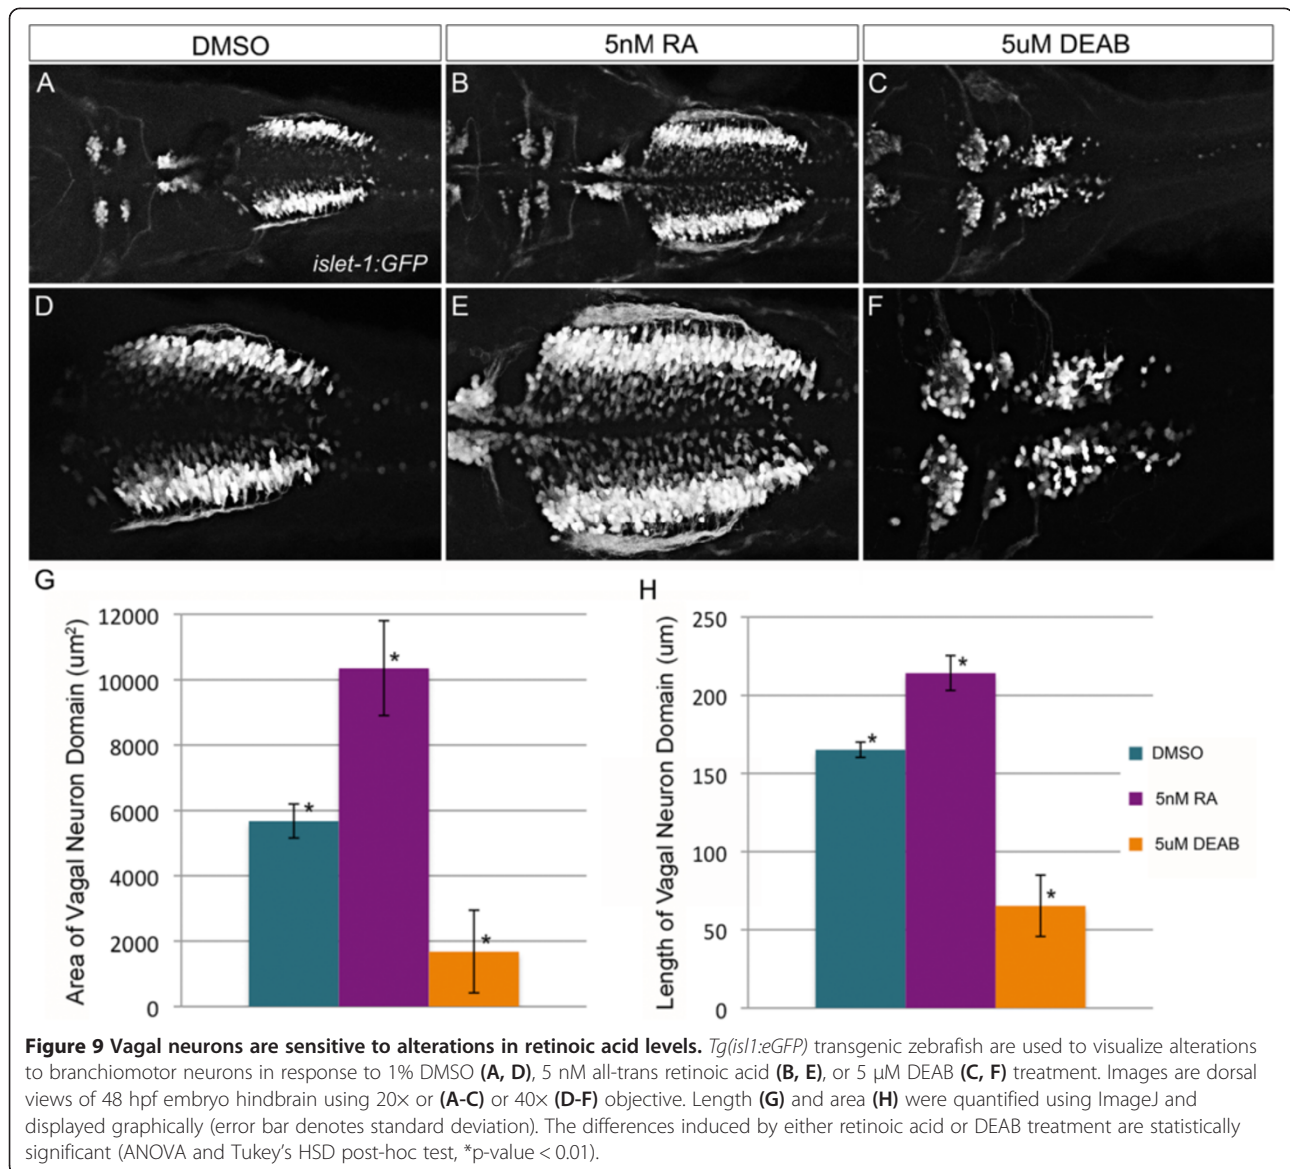 DMSO
5nM RA
5uM DEAB
A
B
C
islet-1:GFP
D
E
F
G
H
Area of Vagal Neuron Domain (um²)
12000
10000
8000
6000
4000
2000
0
*
*
*
Length of Vagal Neuron Domain (um)
250
200
150
100
50
0
*
*
*
DMSO
5nM RA
5uM DEAB
Figure 9 Vagal neurons are sensitive to alterations in retinoic acid levels. Tg(isl1:eGFP) transgenic zebrafish are used to visualize alterations
to branchiomotor neurons in response to 1% DMSO (A, D), 5 nM all-trans retinoic acid (B, E), or 5 μM DEAB (C, F) treatment. Images are dorsal
views of 48 hpf embryo hindbrain using 20× or (A-C) or 40× (D-F) objective. Length (G) and area (H) were quantified using ImageJ and
displayed graphically (error bar denotes standard deviation). The differences induced by either retinoic acid or DEAB treatment are statistically
significant (ANOVA and Tukey's HSD post-hoc test, *p-value < 0.01).